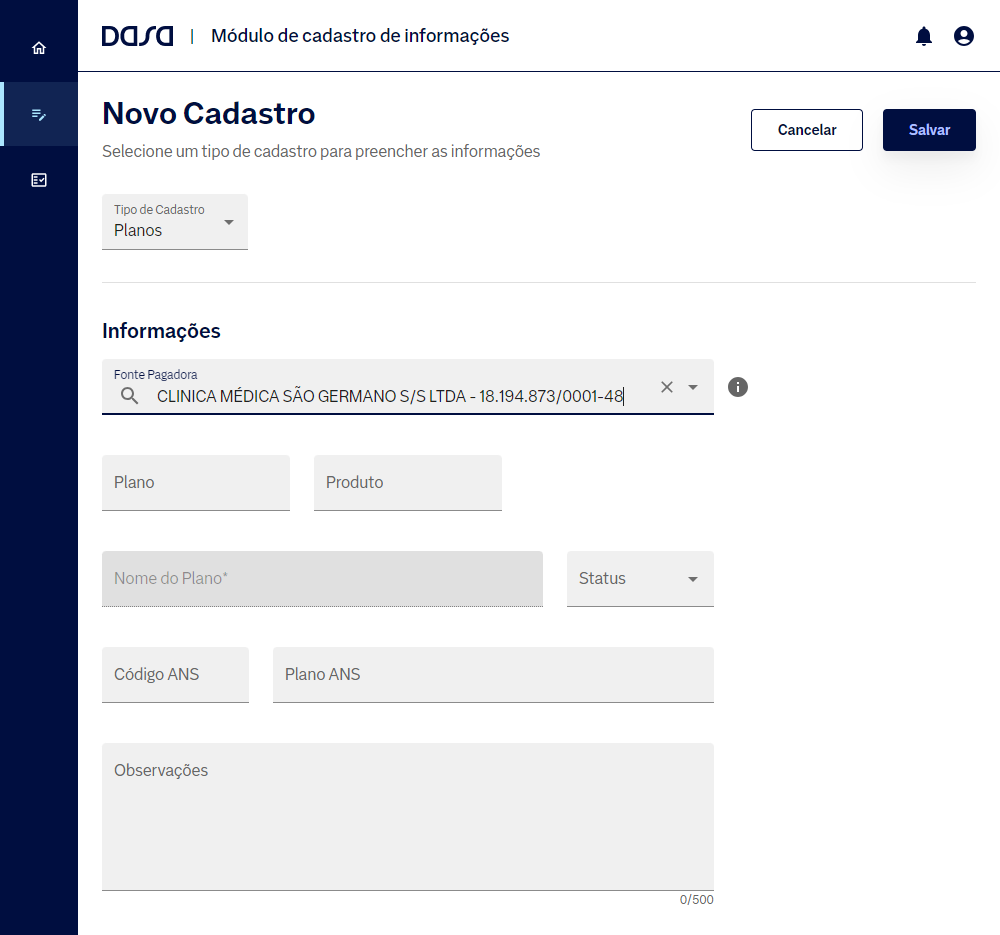 DASA | Módulo de cadastro de informações
Novo Cadastro
Selecione um tipo de cadastro para preencher as informações
Cancelar
Salvar
Tipo de Cadastro
Planos
Informações
Fonte Pagadora
CLINICA MÉDICA SÃO GERMANO S/S LTDA - 18.194.873/0001-48
Plano
Produto
Nome do Plano*
Status
Código ANS
Plano ANS
Observações
0/500